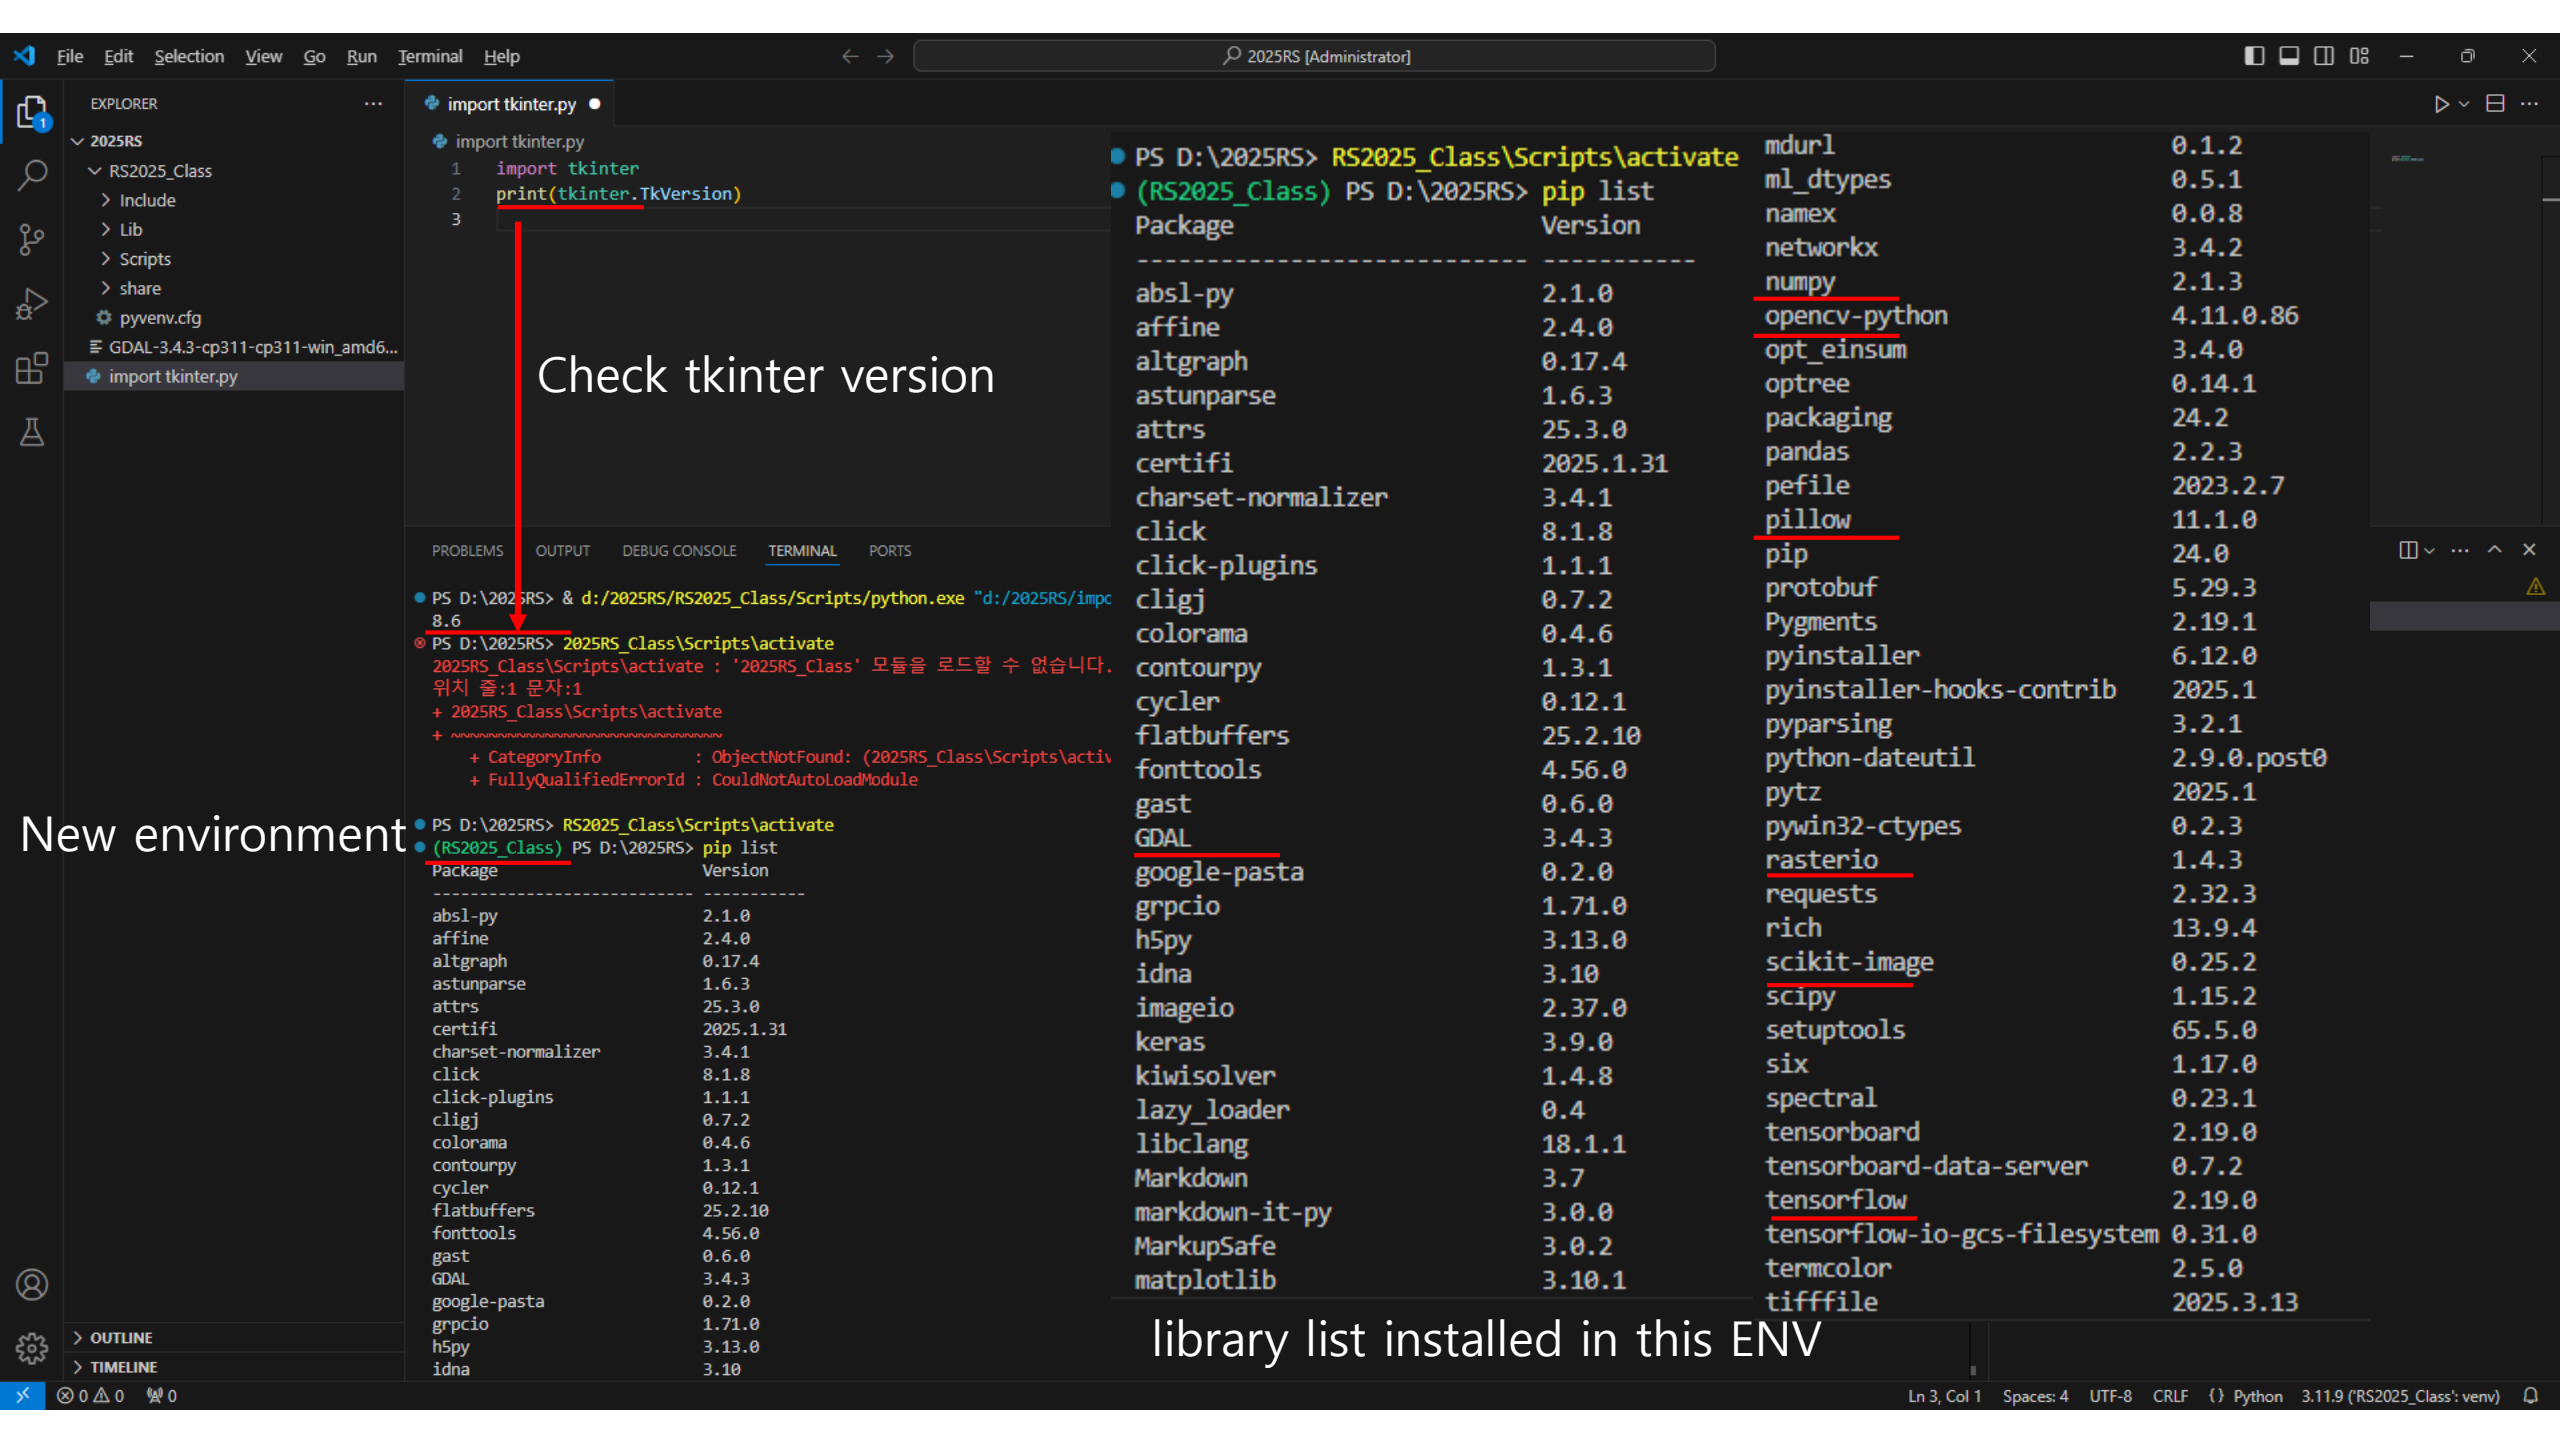 File Edit Selection View Go Run Terminal Help
2025RS [Administrator]
EXPLORER
2025RS
RS2025_Class
Include
Lib
Scripts
share
pyvenv.cfg
GDAL-3.4.3-cp311-cp311-win_amd6...
import tkinter.py
OUTLINE
TIMELINE
import tkinter.py
import tkinter.py
1 import tkinter
2 print(tkinter.TkVersion)
3
Check tkinter version
PROBLEMS OUTPUT DEBUG CONSOLE TERMINAL PORTS
PS D:\2025RS> & d:/2025RS/RS2025_Class/Scripts/python.exe "d:/2025RS/impo
8.6
PS D:\2025RS> 2025RS_Class\Scripts\activate
2025RS_Class\Scripts\activate : '2025RS_Class' 모듈을 로드할 수 없습니다.
위치 줄:1 문자:1
+ 2025RS_Class\Scripts\activate
+ ~~~~~~~~~~~~~~~~~~~~~~~~~~~~~
+ CategoryInfo : ObjectNotFound: (2025RS_Class\Scripts\activ
+ FullyQualifiedErrorId : CouldNotAutoLoadModule
New environment
PS D:\2025RS> RS2025_Class\Scripts\activate
(RS2025_Class) PS D:\2025RS> pip list
Package Version
---------------------------- -----------
absl-py 2.1.0
affine 2.4.0
altgraph 0.17.4
astunparse 1.6.3
attrs 25.3.0
certifi 2025.1.31
charset-normalizer 3.4.1
click 8.1.8
click-plugins 1.1.1
cligj 0.7.2
colorama 0.4.6
contourpy 1.3.1
cycler 0.12.1
flatbuffers 25.2.10
fonttools 4.56.0
gast 0.6.0
GDAL 3.4.3
google-pasta 0.2.0
grpcio 1.71.0
h5py 3.13.0
idna 3.10
PS D:\2025RS> RS2025_Class\Scripts\activate
(RS2025_Class) PS D:\2025RS> pip list
Package Version
---------------------------- -----------
absl-py 2.1.0
affine 2.4.0
altgraph 0.17.4
astunparse 1.6.3
attrs 25.3.0
certifi 2025.1.31
charset-normalizer 3.4.1
click 8.1.8
click-plugins 1.1.1
cligj 0.7.2
colorama 0.4.6
contourpy 1.3.1
cycler 0.12.1
flatbuffers 25.2.10
fonttools 4.56.0
gast 0.6.0
GDAL 3.4.3
google-pasta 0.2.0
grpcio 1.71.0
h5py 3.13.0
idna 3.10
imageio 2.37.0
keras 3.9.0
kiwisolver 1.4.8
lazy_loader 0.4
libclang 18.1.1
Markdown 3.7
markdown-it-py 3.0.0
MarkupSafe 3.0.2
matplotlib 3.10.1
mdurl 0.1.2
ml_dtypes 0.5.1
namex 0.0.8
networkx 3.4.2
numpy 2.1.3
opencv-python 4.11.0.86
opt_einsum 3.4.0
optree 0.14.1
packaging 24.2
pandas 2.2.3
pefile 2023.2.7
pillow 11.1.0
pip 24.0
protobuf 5.29.3
Pygments 2.19.1
pyinstaller 6.12.0
pyinstaller-hooks-contrib 2025.1
pyparsing 3.2.1
python-dateutil 2.9.0.post0
pytz 2025.1
pywin32-ctypes 0.2.3
rasterio 1.4.3
requests 2.32.3
rich 13.9.4
scikit-image 0.25.2
scipy 1.15.2
setuptools 65.5.0
six 1.17.0
spectral 0.23.1
tensorboard 2.19.0
tensorboard-data-server 0.7.2
tensorflow 2.19.0
tensorflow-io-gcs-filesystem 0.31.0
termcolor 2.5.0
tifffile 2025.3.13
library list installed in this ENV
0 0 0
Ln 3, Col 1 Spaces: 4 UTF-8 CRLF {} Python 3.11.9 ('RS2025_Class': venv)